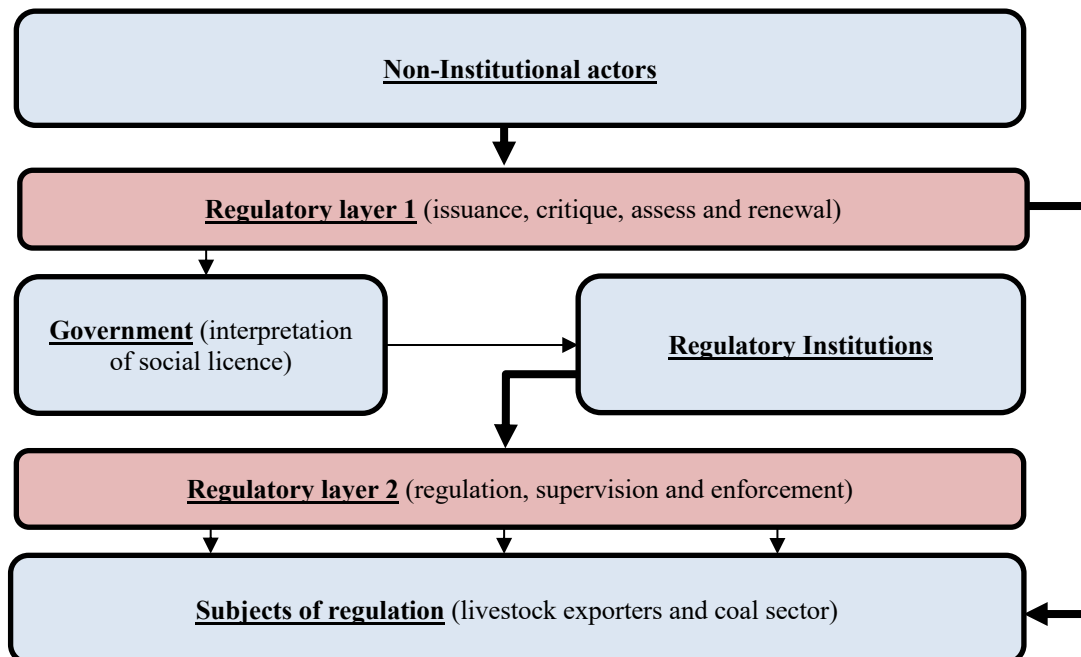 Non-Institutional actors
Regulatory layer 1 (issuance, critique, assess and renewal)
Government (interpretation
of social licence)
Regulatory Institutions
Regulatory layer 2 (regulation, supervision and enforcement)
Subjects of regulation (livestock exporters and coal sector)